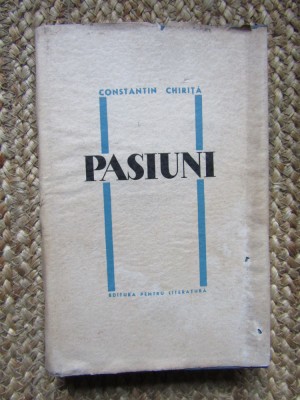 CONSTANTIN CHIRIȚĂ
PASIUNI
EDITURA PENTRU LITERATURĂ